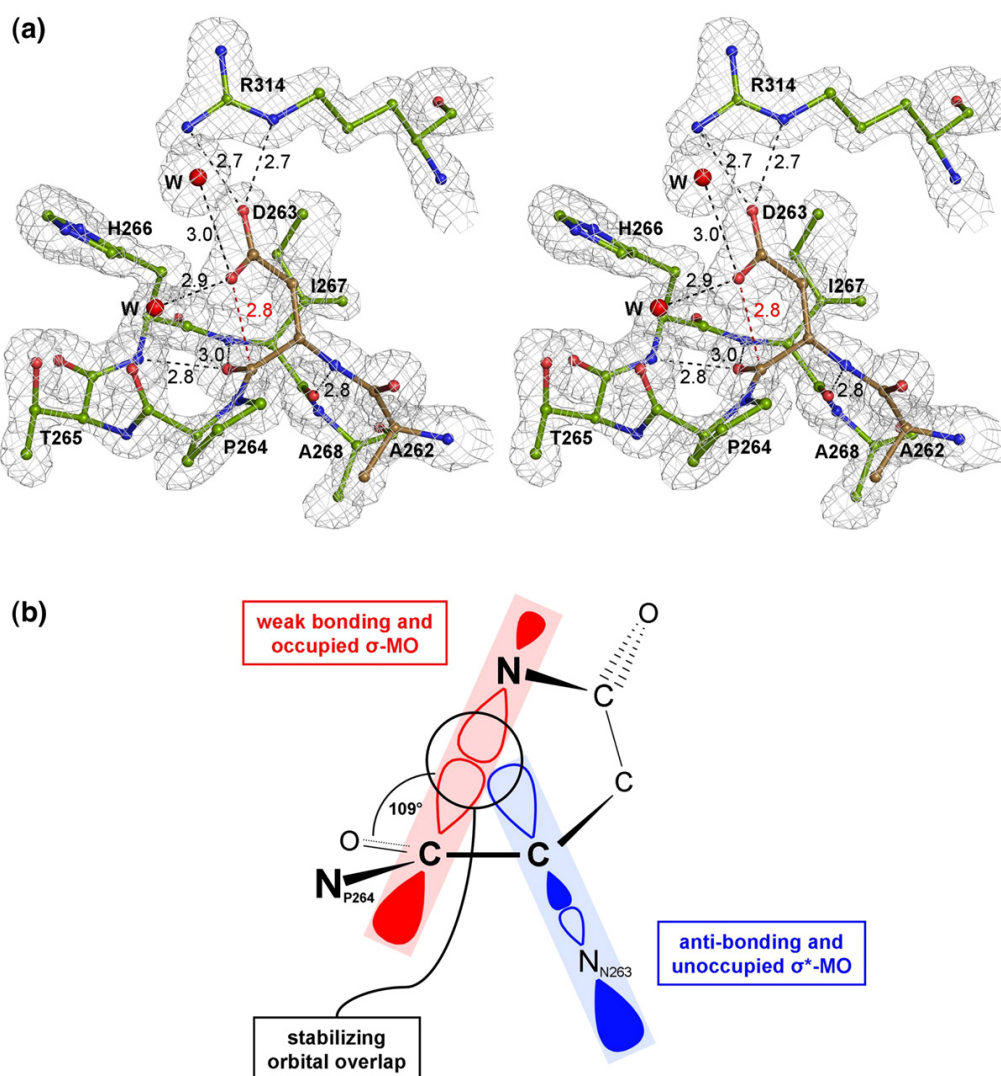 (a)
R314
2.7
2.7
W
D263
3.0
H266
I267
2.9
W
2.8
3.0
2.8
2.8
T265
P264
A268
A262
R314
2.7
2.7
W
D263
3.0
H266
I267
2.9
W
2.8
3.0
2.8
2.8
T265
P264
A268
A262
(b)
weak bonding and
occupied σ-MO
O
N
C
C
109°
O
C
C
N P264
N N263
anti-bonding and
unoccupied σ*-MO
stabilizing
orbital overlap